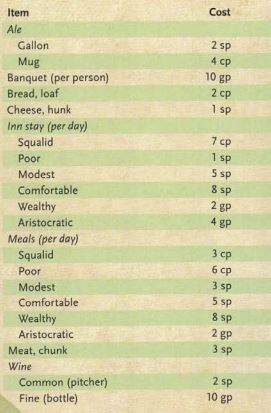 Item Cost
Ale
Gallon 2 sp
Mug 4 cp
Banquet (per person) 10 gp
Bread, loaf 2 cp
Cheese, hunk 1 sp
Inn stay (per day)
Squalid 7 cp
Poor 1 sp
Modest 5 sp
Comfortable 8 sp
Wealthy 2 gp
Aristocratic 4 gp
Meals (per day)
Squalid 3 cp
Poor 6 cp
Modest 3 sp
Comfortable 5 sp
Wealthy 8 sp
Aristocratic 2 gp
Meat, chunk 3 sp
Wine
Common (pitcher) 2 sp
Fine (bottle) 10 gp